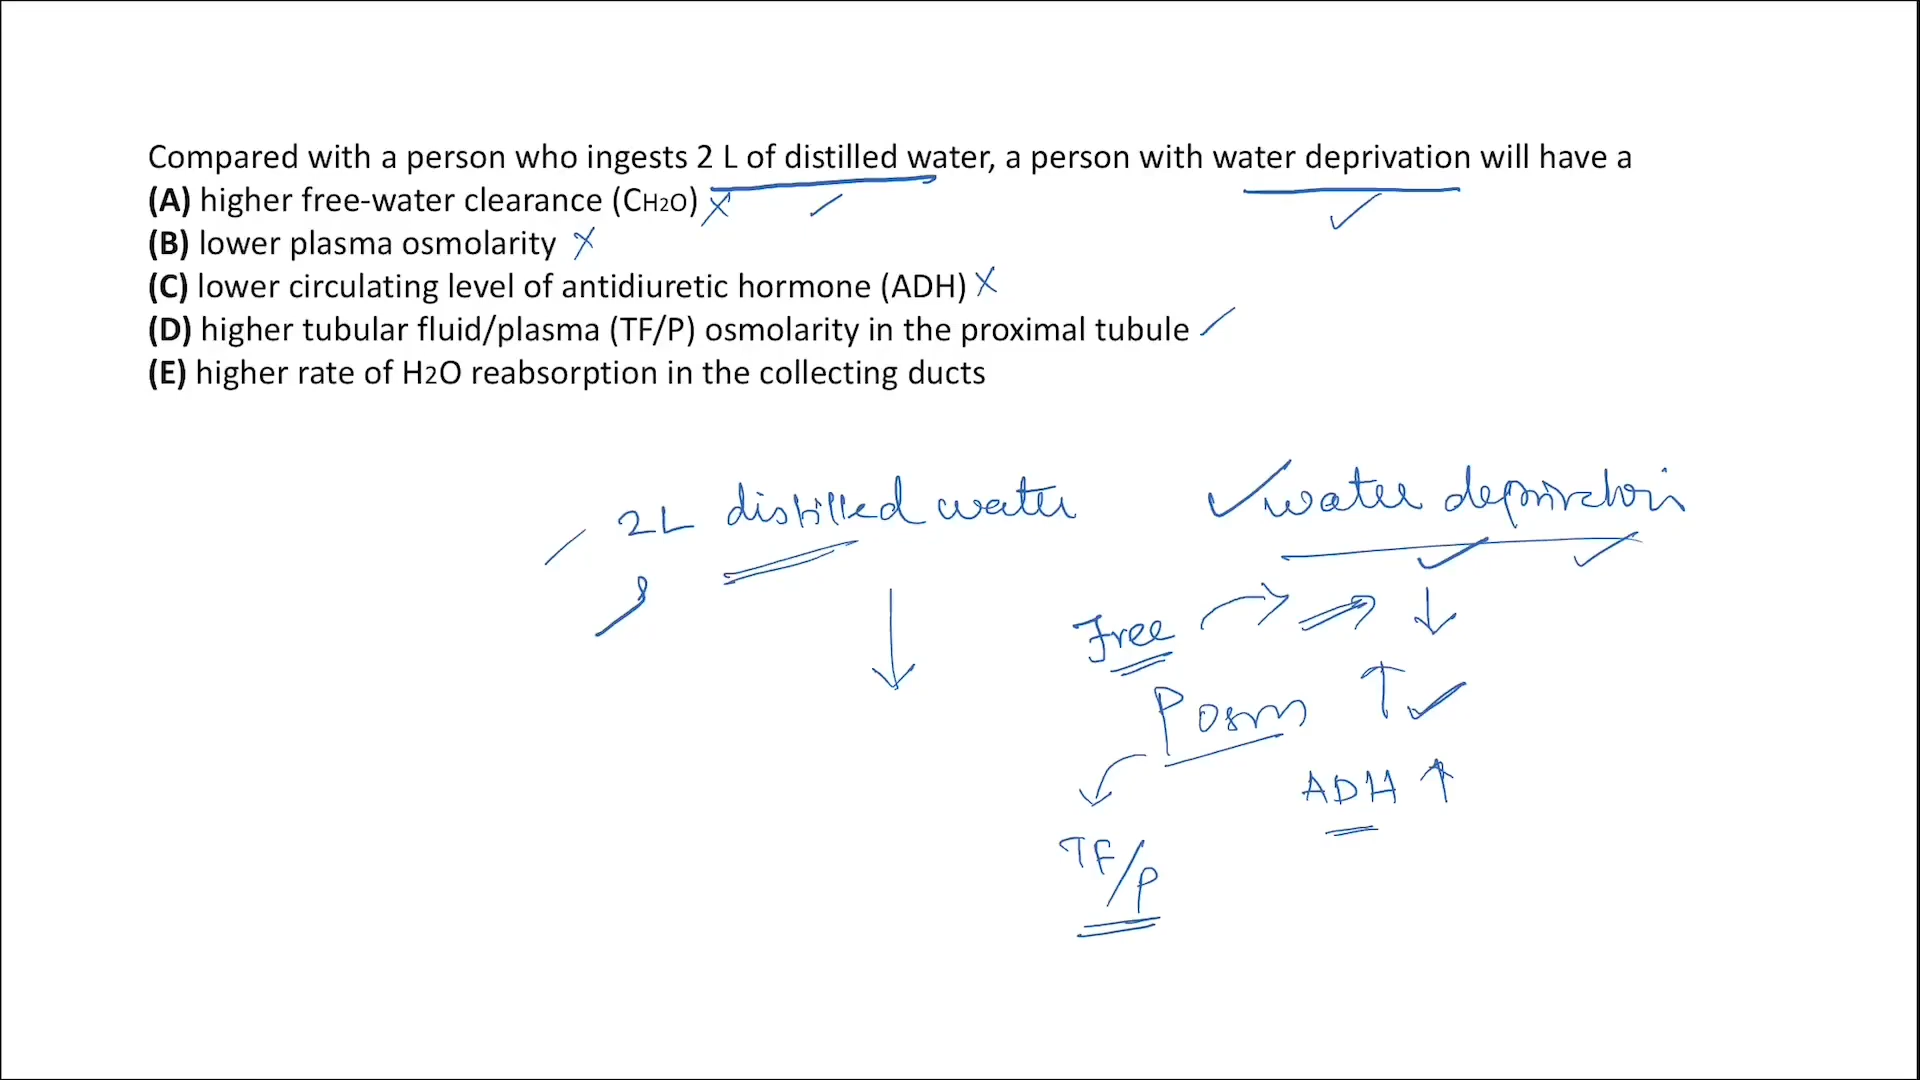 Compared with a person who ingests 2 L of distilled water, a person with water deprivation will have a
(A) higher free-water clearance (CH2O)
(B) lower plasma osmolarity
(C) lower circulating level of antidiuretic hormone (ADH)
(D) higher tubular fluid/plasma (TF/P) osmolarity in the proximal tubule
(E) higher rate of H2O reabsorption in the collecting ducts
2L distilled water
water deprivation
Free
Posm
ADH
TF/P